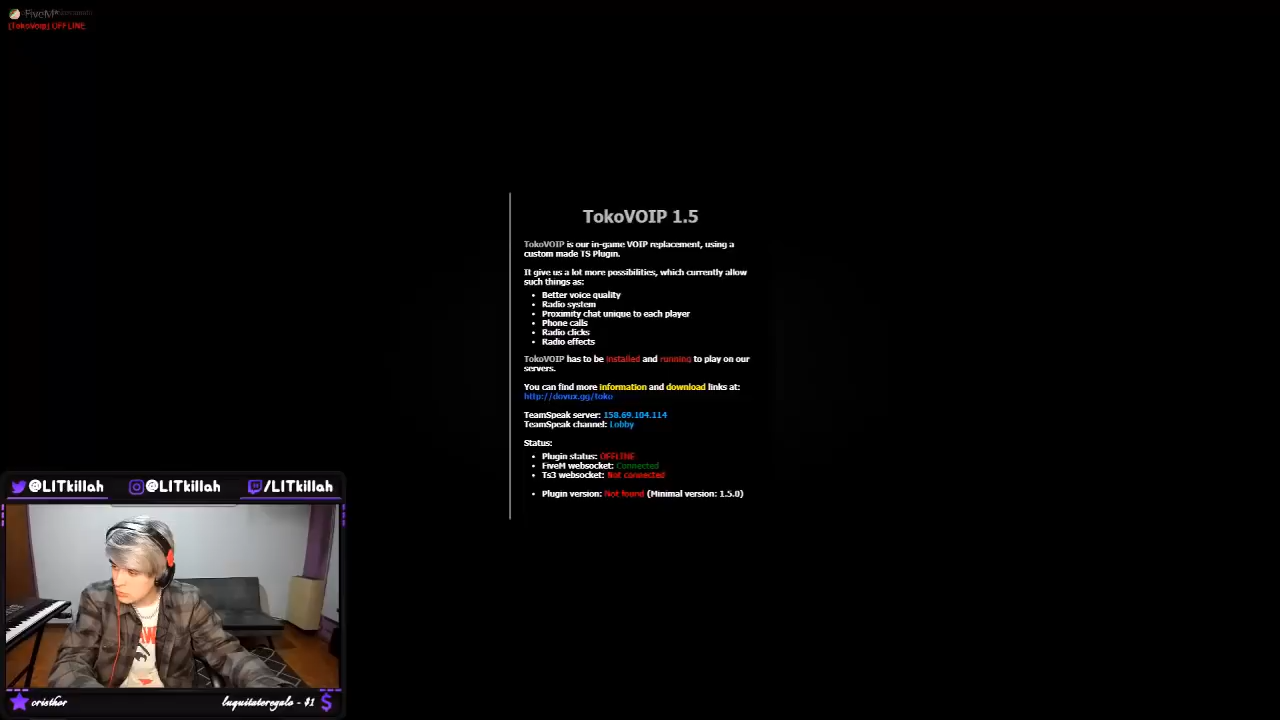 FiveM®
[TokoVoip] OFFLINE
TokoVOIP 1.5
TokoVOIP is our in-game VOIP replacement, using a
custom made TS Plugin.
It give us a lot more possibilities, which currently allow
such things as:
• Better voice quality
• Radio system
• Proximity chat unique to each player
• Phone calls
• Radio clicks
• Radio effects
TokoVOIP has to be installed and running to play on our
servers.
You can find more information and download links at:
http://dovux.gg/toko
TeamSpeak server: 158.69.104.114
TeamSpeak channel: Lobby
Status:
• Plugin status: OFFLINE
• FiveM websocket: Connected
• Ts3 websocket: Not connected
• Plugin version: Not found (Minimal version: 1.5.0)
@LITkillah @LITkillah /LITkillah
cristhor luquitateregalo - $1